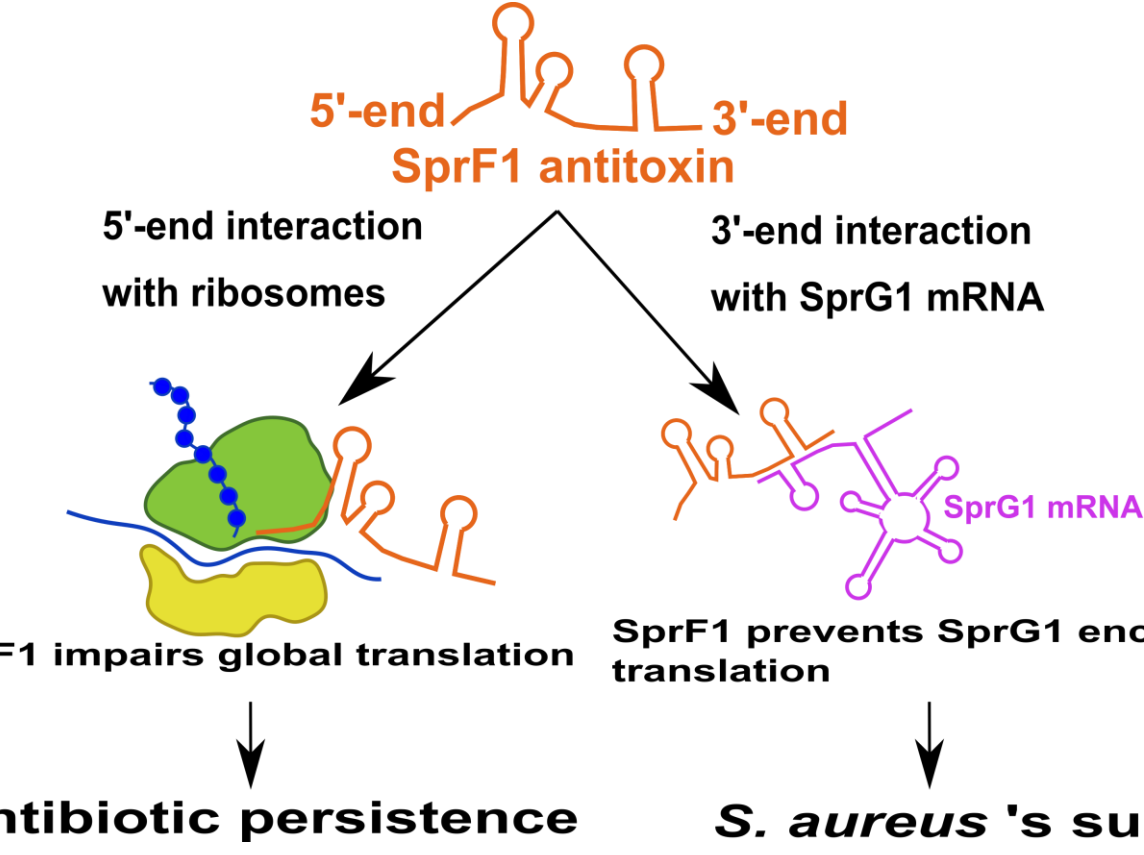 5'-end
3'-end
SprF1 antitoxin
5'-end interaction
with ribosomes
3'-end interaction
with SprG1 mRNA
SprG1 mRNA
F1 impairs global translation
SprF1 prevents SprG1 enc
translation
ntibiotic persistence
S. aureus 's su